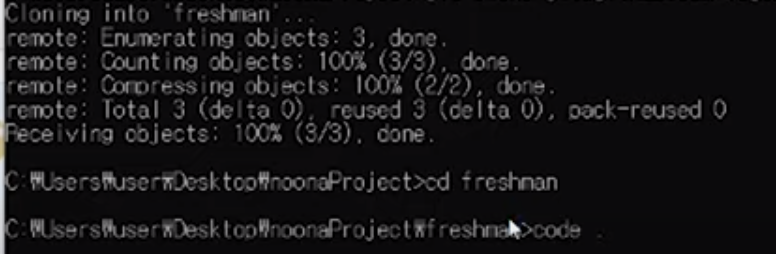 Cloning into 'freshman'...
remote: Enumerating objects: 3, done.
remote: Counting objects: 100% (3/3), done.
remote: Compressing objects: 100% (2/2), done.
remote: Total 3 (delta 0), reused 3 (delta 0), pack-reused 0
Receiving objects: 100% (3/3), done.
C:₩Users₩user₩Desktop₩noonaProject>cd freshman
C:₩Users₩user₩Desktop₩noonaProject₩freshman>code .